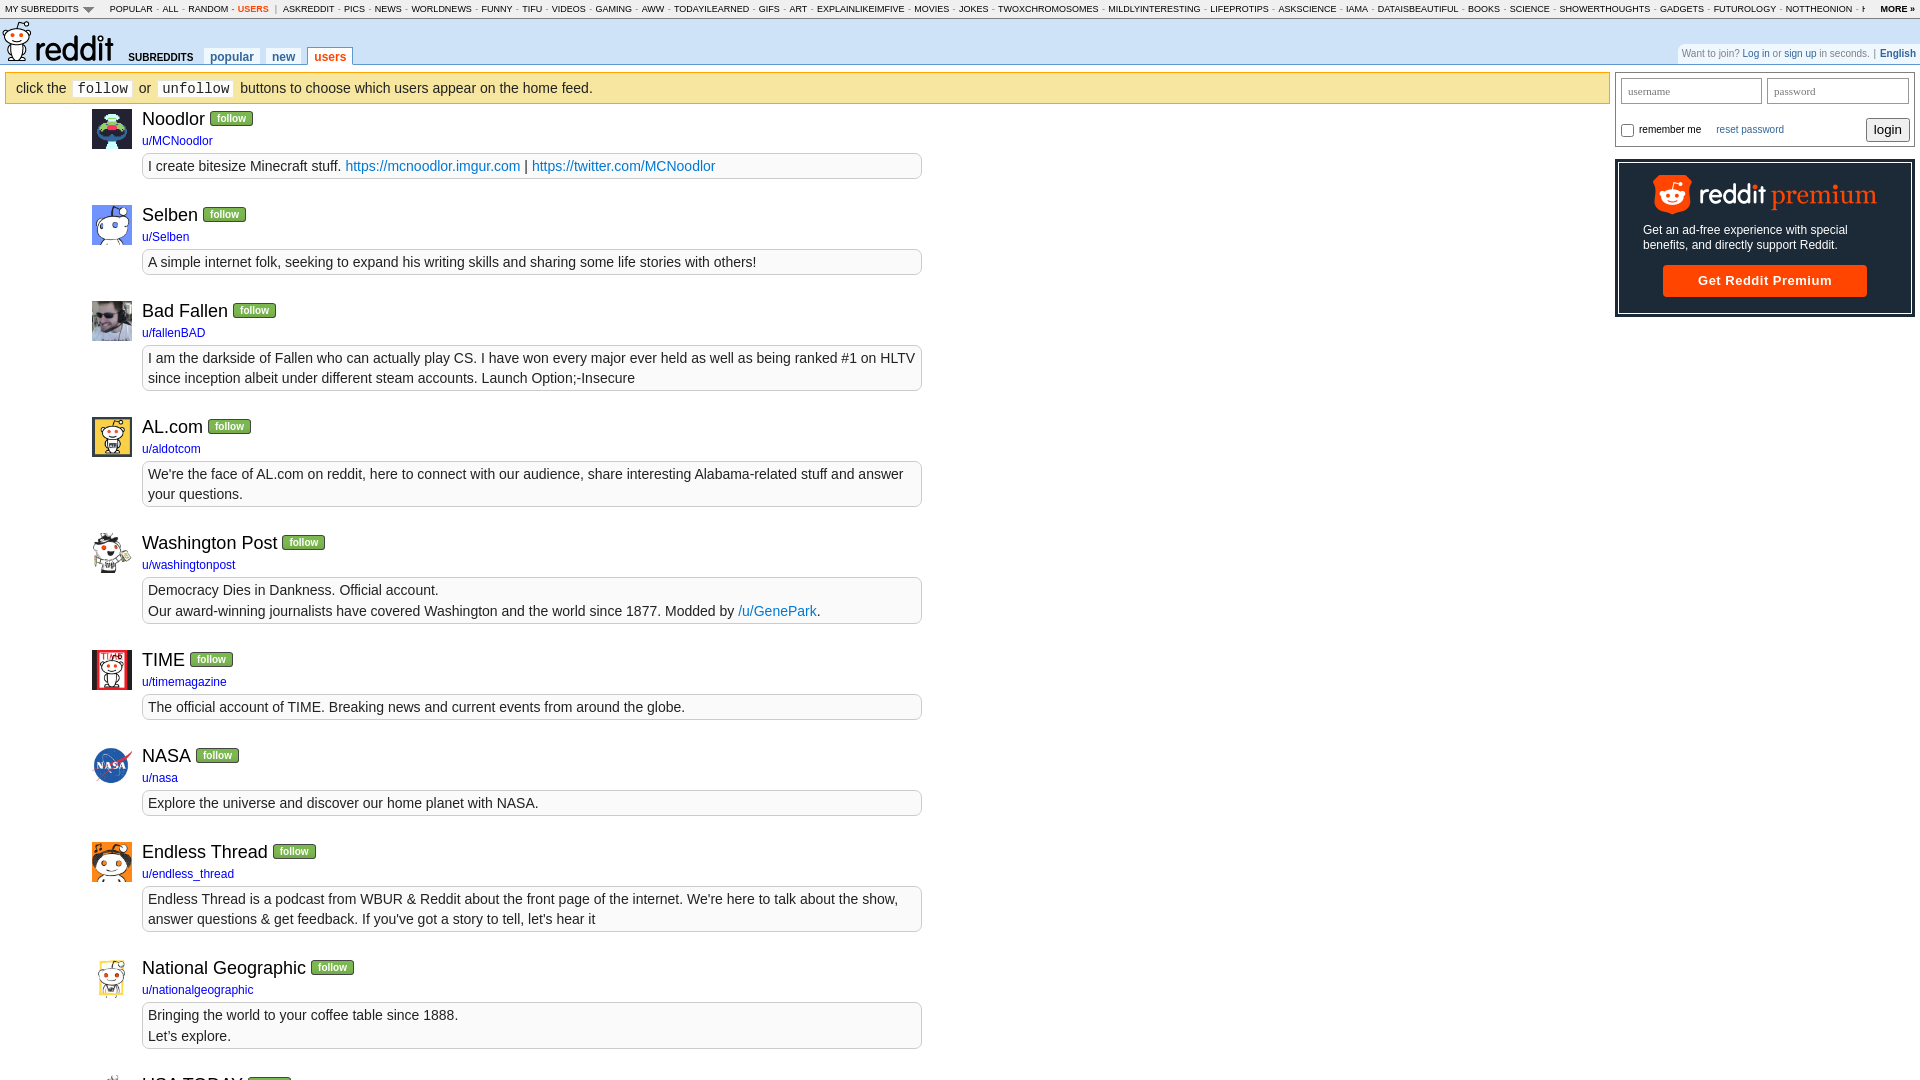 MY SUBREDDITS POPULAR - ALL - RANDOM - USERS | ASKREDDIT - PICS - NEWS - WORLDNEWS - FUNNY - TIFU - VIDEOS - GAMING - AWW - TODAYILEARNED - GIFS - ART - EXPLAINLIKEIMFIVE - MOVIES - JOKES - TWOXCHROMOSOMES - MILDLYINTERESTING - LIFEPROTIPS - ASKSCIENCE - IAMA - DATAISBEAUTIFUL - BOOKS - SCIENCE - SHOWERTHOUGHTS - GADGETS - FUTUROLOGY - NOTTHEONION - MORE »
reddit SUBREDDITS popular new users
Want to join? Log in or sign up in seconds. | English
click the follow or unfollow buttons to choose which users appear on the home feed.
username password
remember me reset password login
reddit premium
Get an ad-free experience with special
benefits, and directly support Reddit.
Get Reddit Premium
Noodlor follow
u/MCNoodlor
I create bitesize Minecraft stuff. https://mcnoodlor.imgur.com | https://twitter.com/MCNoodlor
Selben follow
u/Selben
A simple internet folk, seeking to expand his writing skills and sharing some life stories with others!
Bad Fallen follow
u/fallenBAD
I am the darkside of Fallen who can actually play CS. I have won every major ever held as well as being ranked #1 on HLTV
since inception albeit under different steam accounts. Launch Option;-Insecure
AL.com follow
u/aldotcom
We're the face of AL.com on reddit, here to connect with our audience, share interesting Alabama-related stuff and answer
your questions.
Washington Post follow
u/washingtonpost
Democracy Dies in Dankness. Official account.
Our award-winning journalists have covered Washington and the world since 1877. Modded by /u/GenePark.
TIME follow
u/timemagazine
The official account of TIME. Breaking news and current events from around the globe.
NASA
NASA follow
u/nasa
Explore the universe and discover our home planet with NASA.
Endless Thread follow
u/endless_thread
Endless Thread is a podcast from WBUR & Reddit about the front page of the internet. We're here to talk about the show,
answer questions & get feedback. If you've got a story to tell, let's hear it
National Geographic follow
u/nationalgeographic
Bringing the world to your coffee table since 1888.
Let’s explore.
USA TODAY